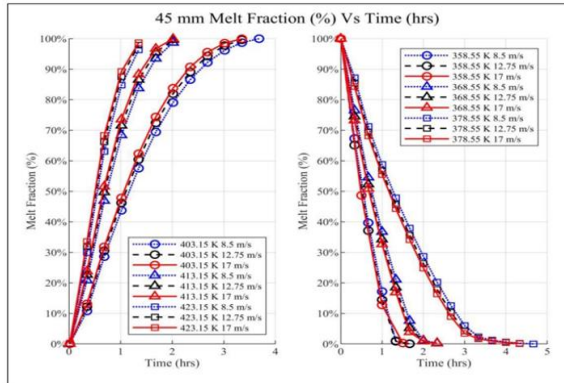 45 mm Melt Fraction (%) Vs Time (hrs)
Melt Fraction (%)
100%
90%
80%
70%
60%
50%
40%
30%
20%
10%
0%
403.15 K 8.5 m/s
403.15 K 12.75 m/s
403.15 K 17 m/s
413.15 K 8.5 m/s
413.15 K 12.75 m/s
413.15 K 17 m/s
423.15 K 8.5 m/s
423.15 K 12.75 m/s
423.15 K 17 m/s
0 1 2 3 4
Time (hrs)
Melt Fraction (%)
100%
90%
80%
70%
60%
50%
40%
30%
20%
10%
0%
358.55 K 8.5 m/s
358.55 K 12.75 m/s
358.55 K 17 m/s
368.55 K 8.5 m/s
368.55 K 12.75 m/s
368.55 K 17 m/s
378.55 K 8.5 m/s
378.55 K 12.75 m/s
378.55 K 17 m/s
0 1 2 3 4 5
Time (hrs)